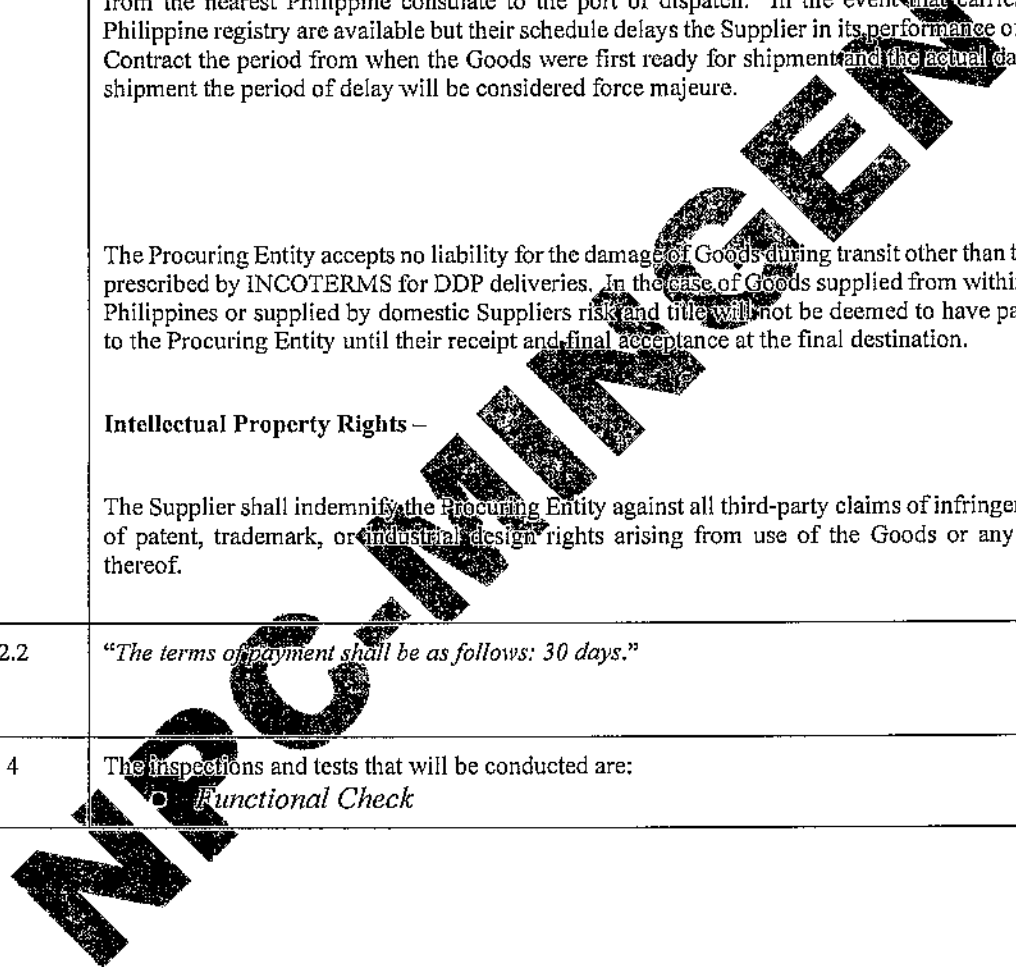 from the nearest Philippine consulate to the port of dispatch. In the event that
Philippine registry are available but their schedule delays the Supplier in its performance
Contract the period from when the Goods were first ready for shipment and the actual
shipment the period of delay will be considered force majeure.
The Procuring Entity accepts no liability for the damage of Goods during transit other than
prescribed by INCOTERMS for DDP deliveries. In the case of Goods supplied from
Philippines or supplied by domestic Suppliers risk and title will not be deemed to have
to the Procuring Entity until their receipt and final acceptance at the final destination.
Intellectual Property Rights –
The Supplier shall indemnify the Procuring Entity against all third-party claims of
of patent, trademark, or industrial design rights arising from use of the Goods or any
thereof.
2.2 “The terms of payment shall be as follows: 30 days.”
4 The inspections and tests that will be conducted are:
Functional Check
NPC-MINGEN